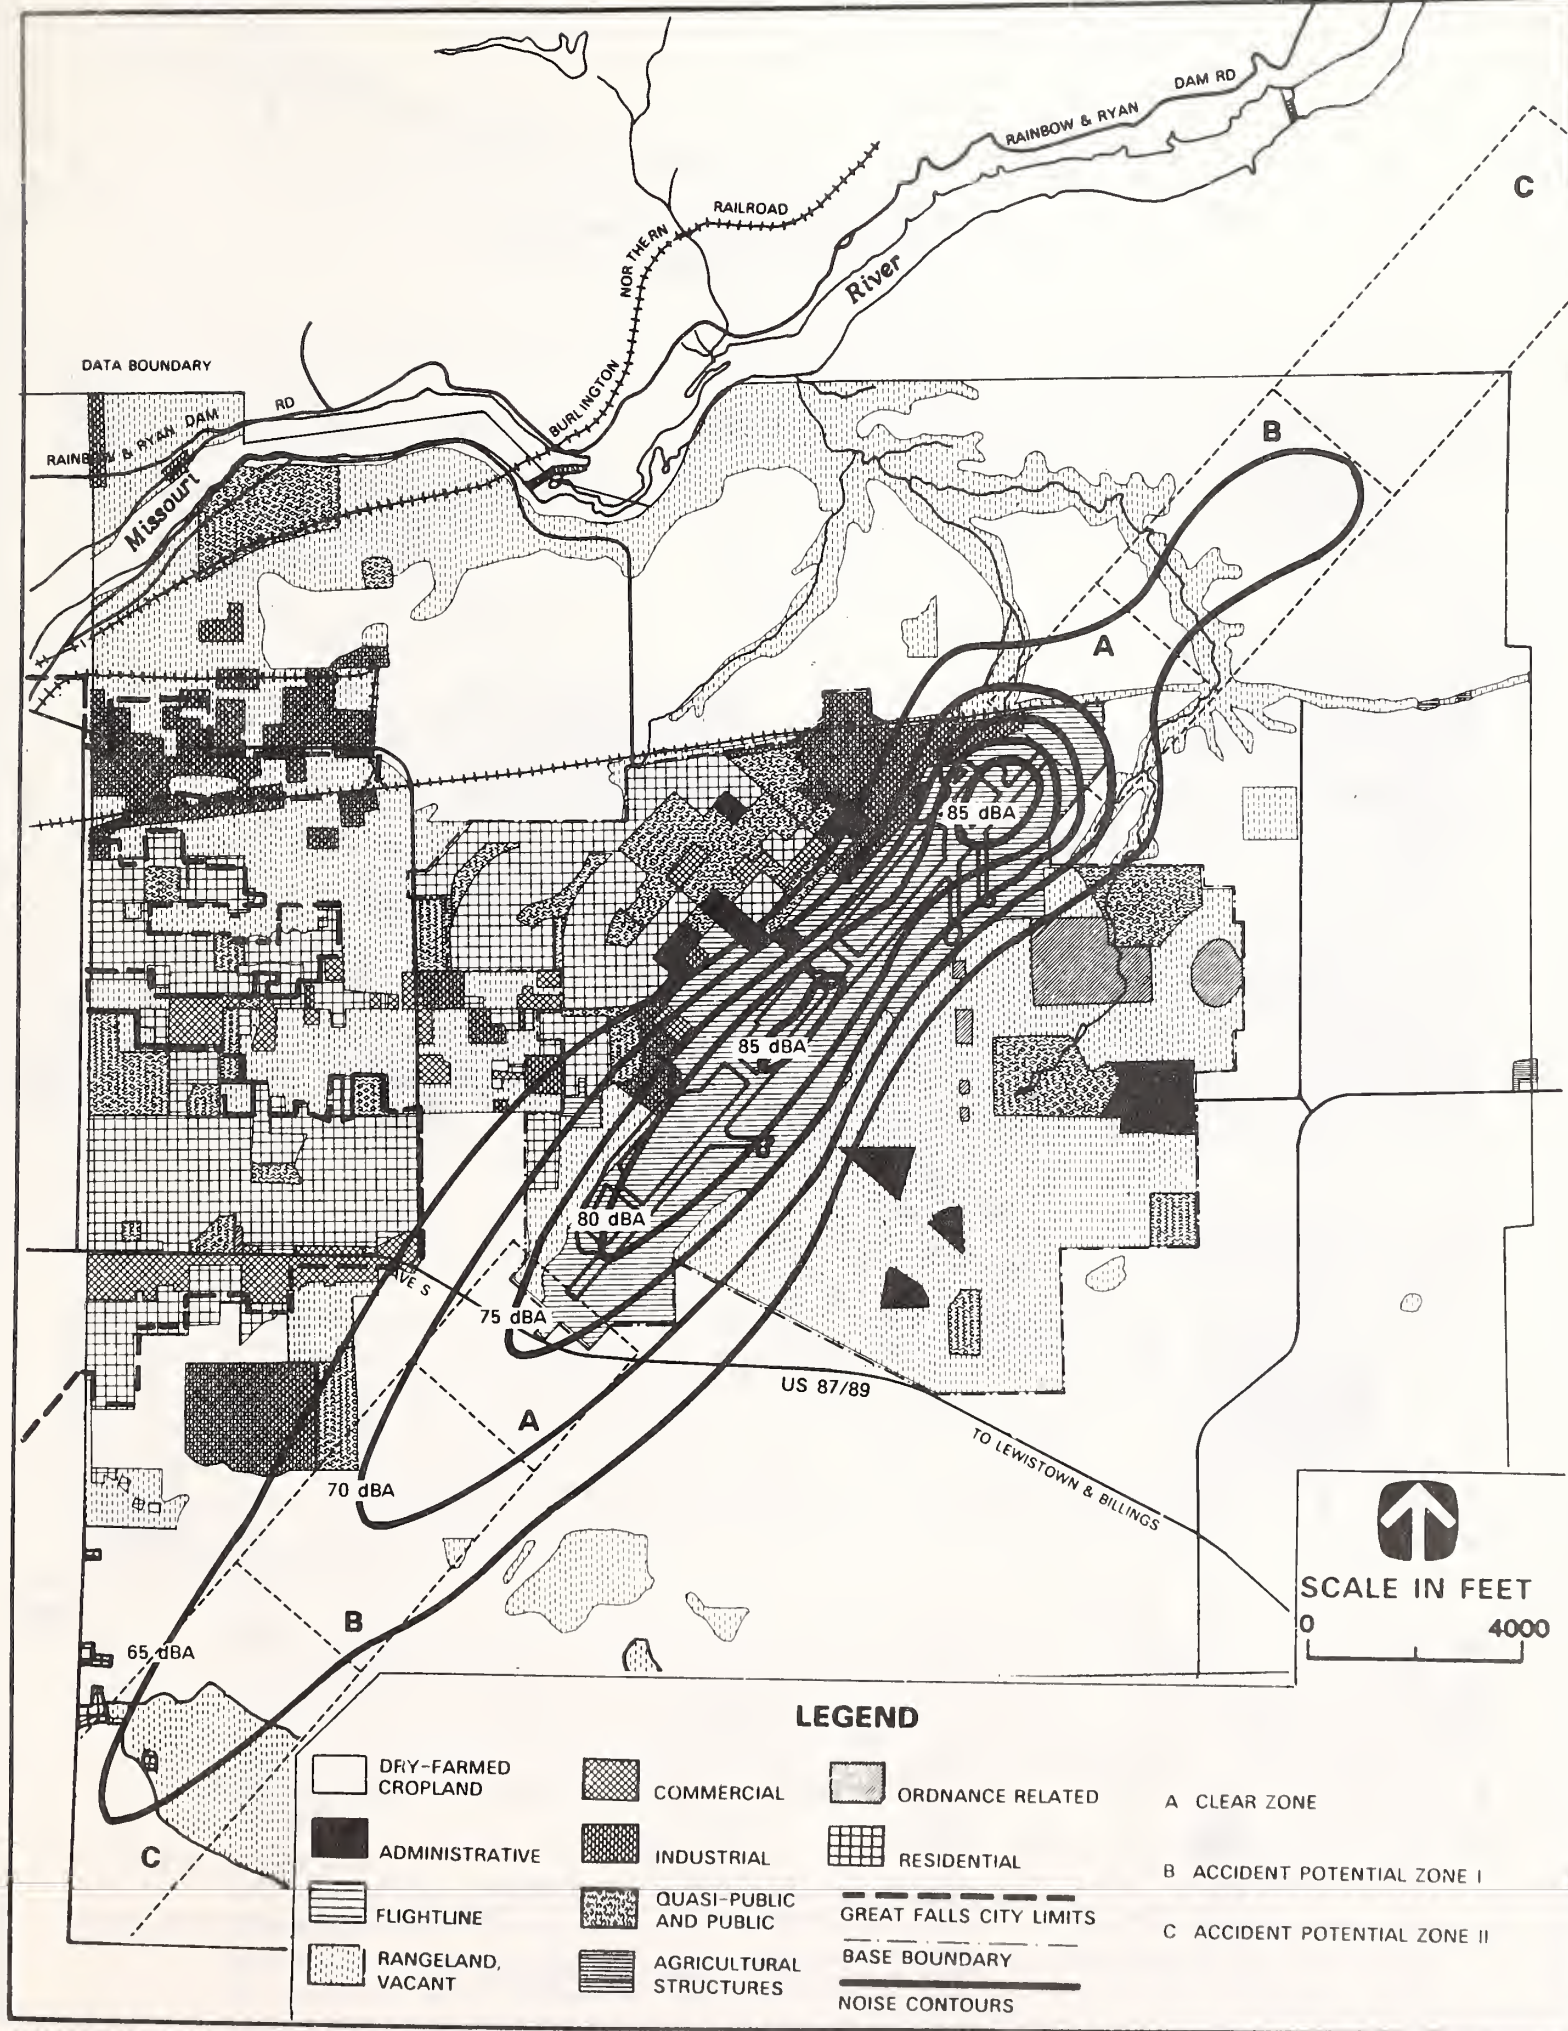 RAINBOW & RYAN DAM RD
C
NORTHERN RAILROAD
River
DATA BOUNDARY
BURLINGTON
RAINBOW & RYAN DAM RD
B
Missouri
A
85 dBA
85 dBA
80 dBA
AVE S
75 dBA
US 87/89
A
TO LEWISTOWN & BILLINGS
70 dBA
SCALE IN FEET
0 4000
B
65 dBA
C
LEGEND
DRY-FARMED
CROPLAND
COMMERCIAL
ORDNANCE RELATED
A CLEAR ZONE
ADMINISTRATIVE
INDUSTRIAL
RESIDENTIAL
B ACCIDENT POTENTIAL ZONE I
FLIGHTLINE
QUASI-PUBLIC
AND PUBLIC
GREAT FALLS CITY LIMITS
C ACCIDENT POTENTIAL ZONE II
RANGELAND,
VACANT
AGRICULTURAL
STRUCTURES
BASE BOUNDARY
NOISE CONTOURS